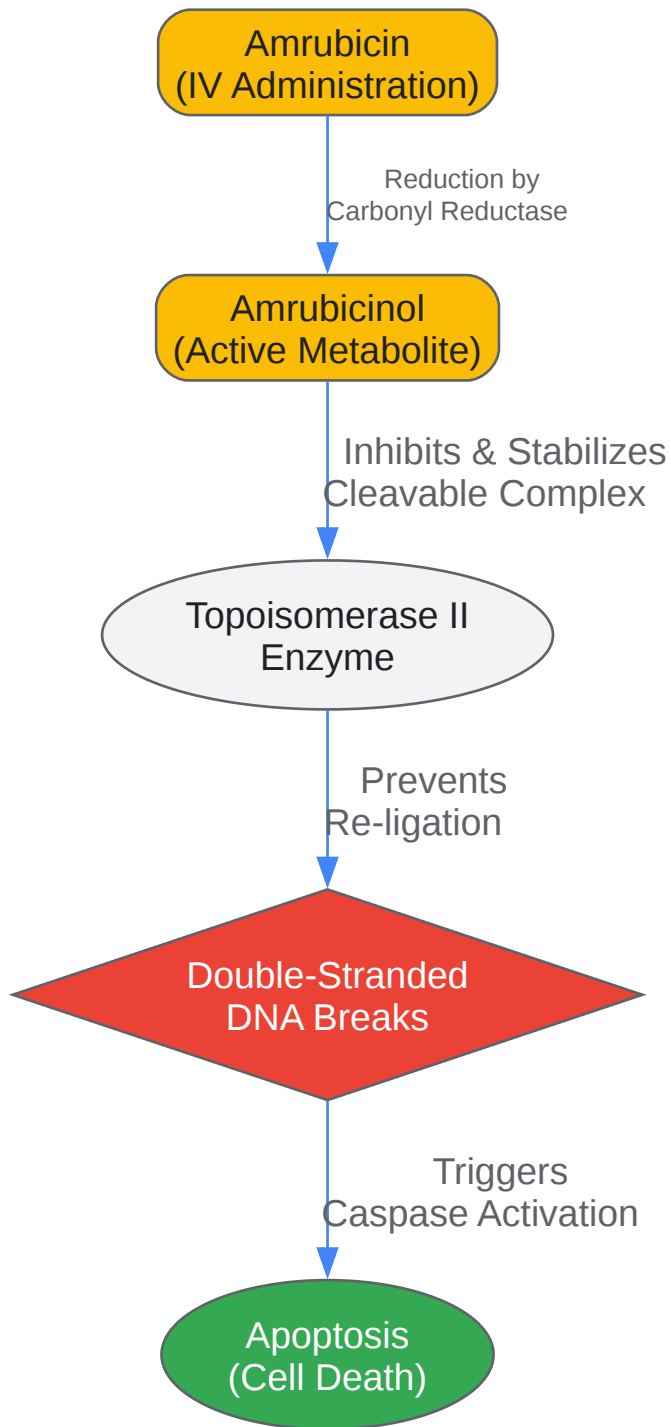 Amrubicin
(IV Administration)
Reduction by
Carbonyl Reductase
Amrubicinol
(Active Metabolite)
Inhibits & Stabilizes
Cleavable Complex
Topoisomerase II
Enzyme
Prevents
Re-ligation
Double-Stranded
DNA Breaks
Triggers
Caspase Activation
Apoptosis
(Cell Death)